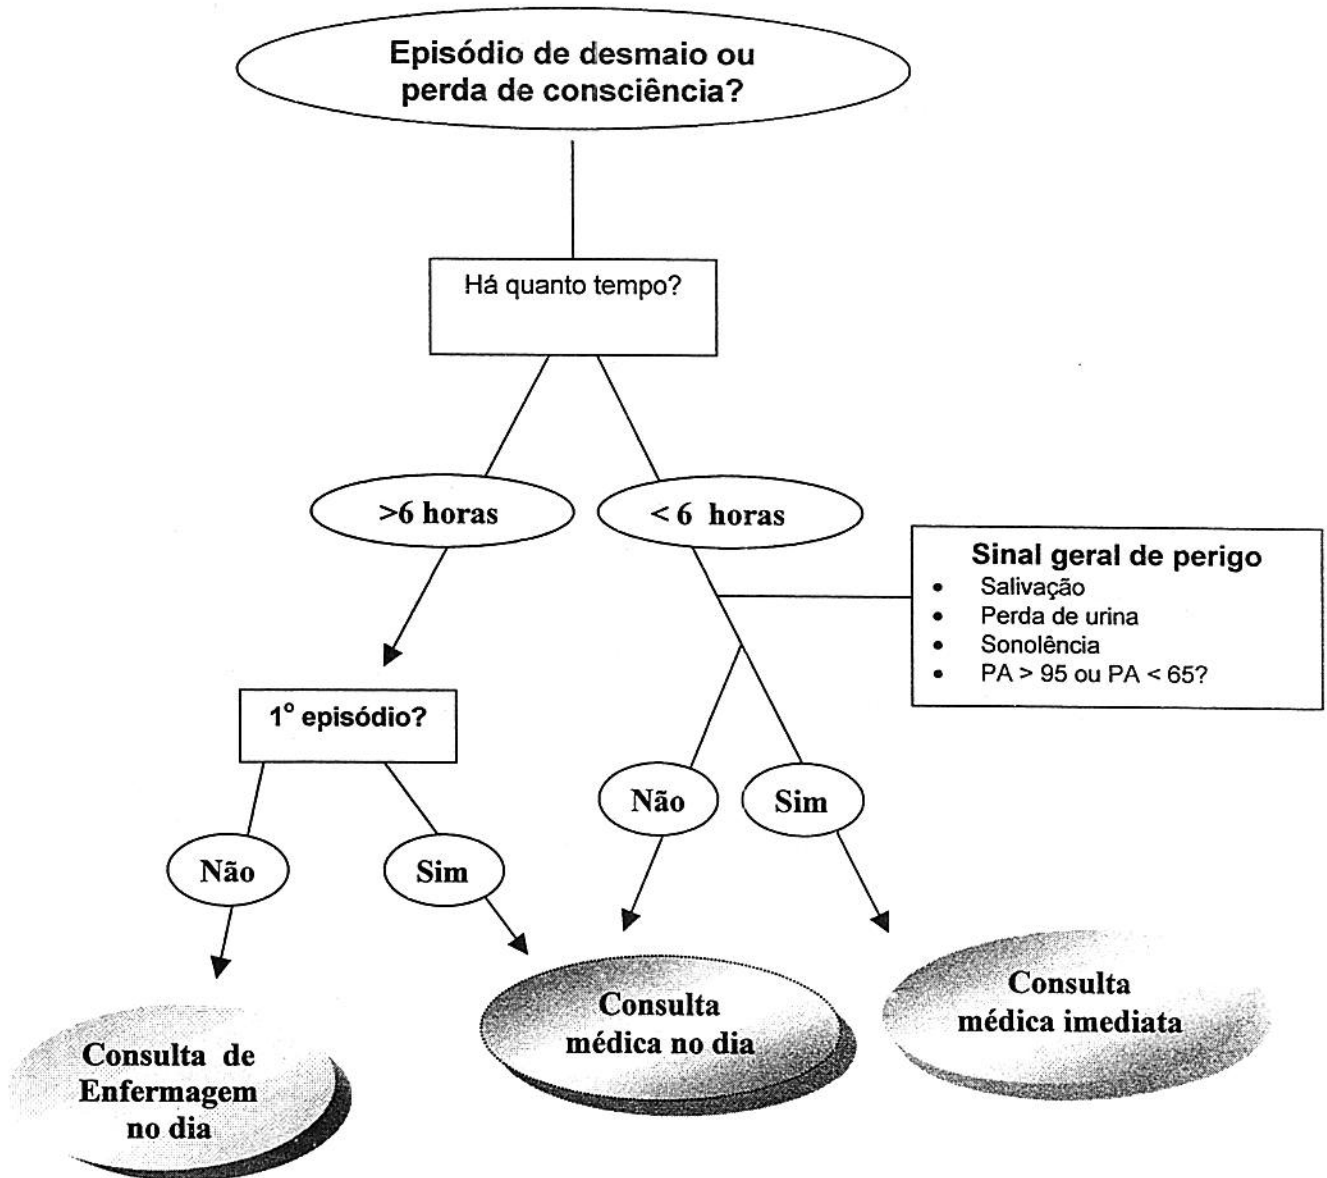 Episódio de desmaio ou
perda de consciência?
Há quanto tempo?
>6 horas
< 6 horas
Sinal geral de perigo
• Salivação
• Perda de urina
• Sonolência
• PA > 95 ou PA < 65?
1º episódio?
Não
Sim
Não
Sim
Consulta de
Enfermagem
no dia
Consulta
médica no dia
Consulta
médica imediata